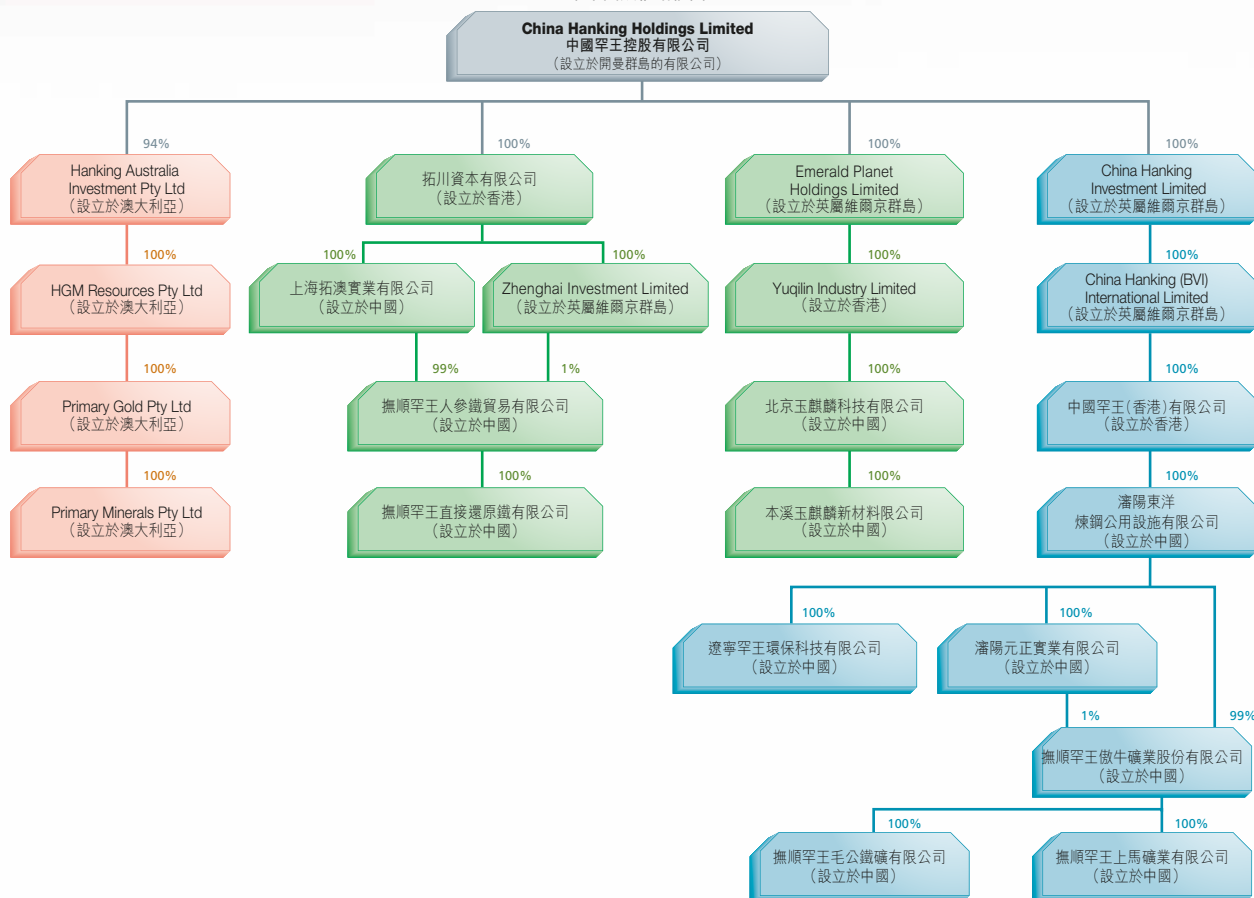 China Hanking Holdings Limited
中國罕王控股有限公司
（設立於開曼群島的有限公司）
94%
100%
100%
100%
Hanking Australia
Investment Pty Ltd
（設立於澳大利亞）
拓川資本有限公司
（設立於香港）
Emerald Planet
Holdings Limited
（設立於英屬維爾京群島）
China Hanking
Investment Limited
（設立於英屬維爾京群島）
100%
100%
100%
100%
100%
HGM Resources Pty Ltd
（設立於澳大利亞）
上海拓澳實業有限公司
（設立於中國）
Zhenghai Investment Limited
（設立於英屬維爾京群島）
Yuqilin Industry Limited
（設立於香港）
China Hanking (BVI)
International Limited
（設立於英屬維爾京群島）
100%
99%
1%
100%
100%
Primary Gold Pty Ltd
（設立於澳大利亞）
撫順罕王人參鐵貿易有限公司
（設立於中國）
北京玉麒麟科技有限公司
（設立於中國）
中國罕王(香港)有限公司
（設立於香港）
100%
100%
100%
100%
Primary Minerals Pty Ltd
（設立於澳大利亞）
撫順罕王直接還原鐵有限公司
（設立於中國）
本溪玉麒麟新材料限公司
（設立於中國）
瀋陽東洋
煉鋼公用設施有限公司
（設立於中國）
100%
100%
遼寧罕王環保科技有限公司
（設立於中國）
瀋陽元正實業有限公司
（設立於中國）
1%
99%
撫順罕王傲牛礦業股份有限公司
（設立於中國）
100%
100%
撫順罕王毛公鐵礦有限公司
（設立於中國）
撫順罕王上馬礦業有限公司
（設立於中國）